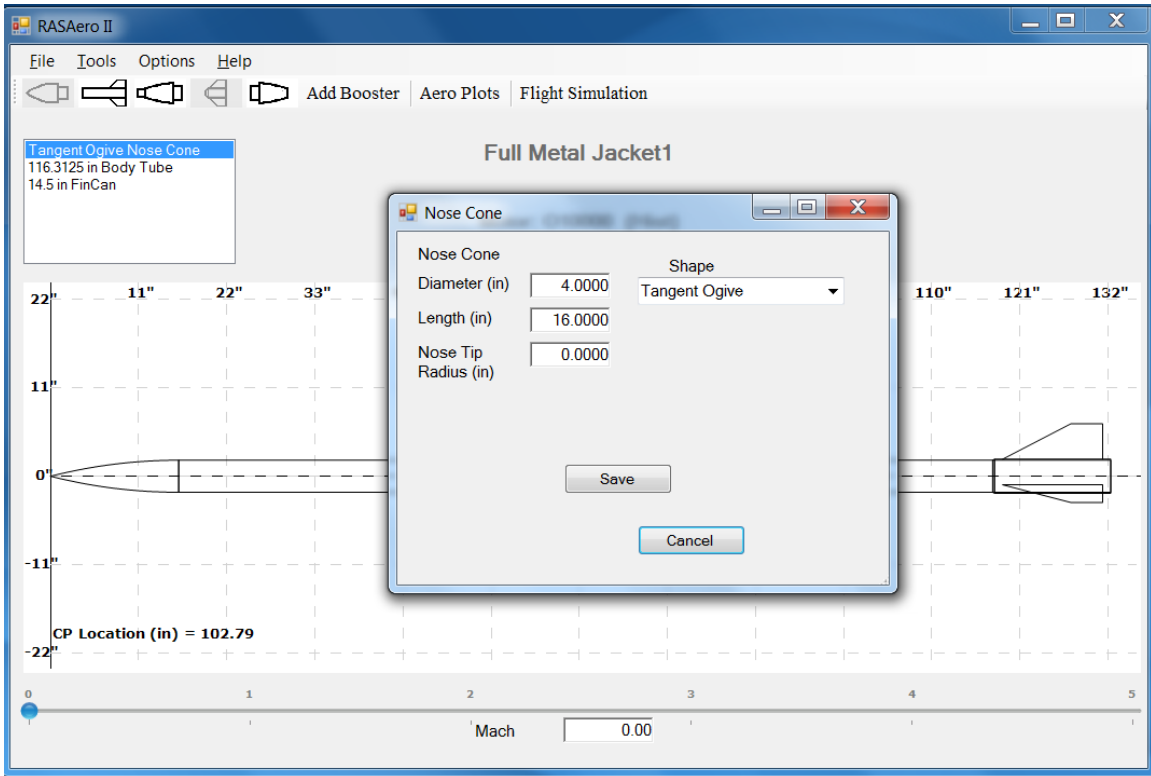 RASAero II
File Tools Options Help
Add Booster Aero Plots Flight Simulation
Tangent Ogive Nose Cone
116.3125 in Body Tube
14.5 in FinCan
Full Metal Jacket1
Nose Cone
Nose Cone
Shape
Diameter (in) 4.0000 Tangent Ogive
Length (in) 16.0000
Nose Tip 0.0000
Radius (in)
Save
Cancel
22" 11" 22" 33" 110" 121" 132"
11"
0"
-11"
CP Location (in) = 102.79
-22"
0 1 2 3 4 5
Mach 0.00